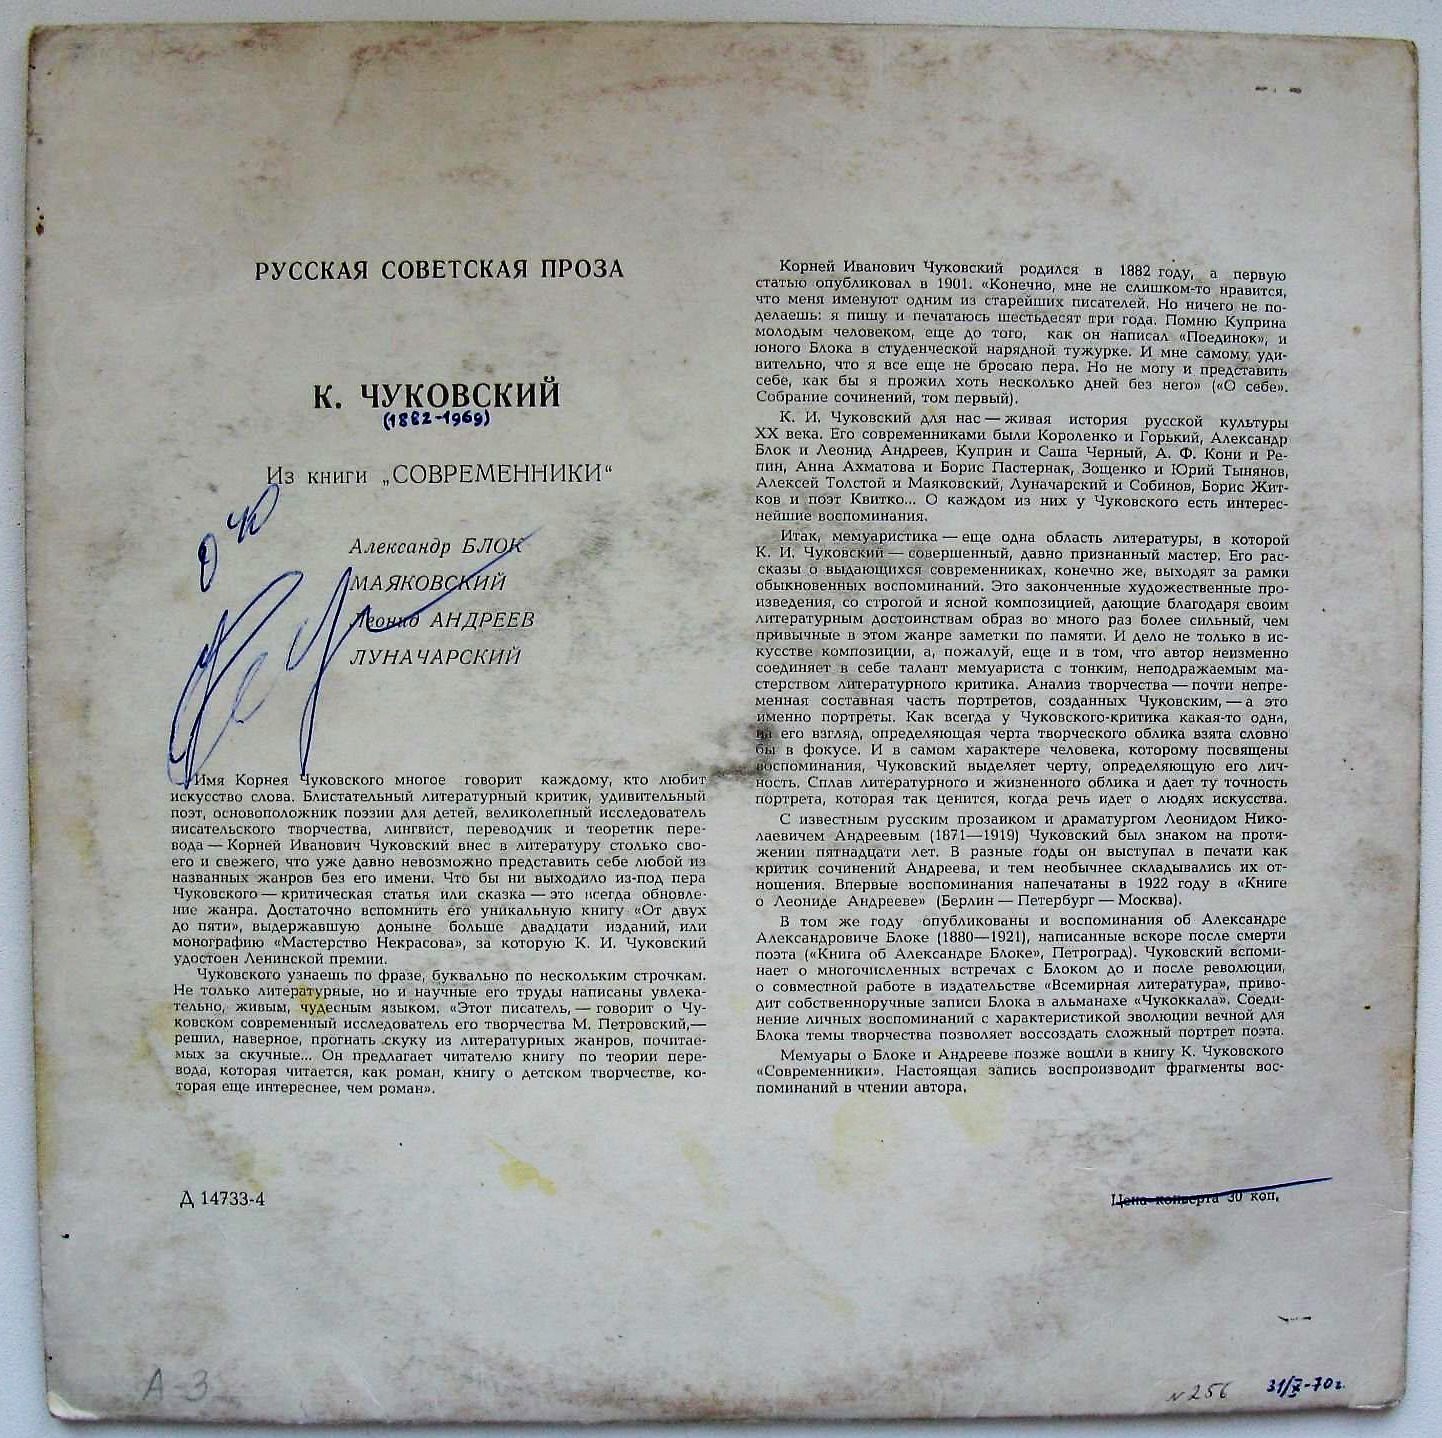 РУССКАЯ СОВЕТСКАЯ ПРОЗА
К. ЧУКОВСКИЙ
(1882-1969)
Из книги „СОВРЕМЕННИКИ“
Александр БЛОК
МАЯКОВСКИЙ
Леонид АНДРЕЕВ
ЛУНАЧАРСКИЙ
Имя Корнея Чуковского многое говорит каждому, кто любит
искусство слова. Блистательный литературный критик, удивительный
поэт, основоположник поэзии для детей, великолепный исследователь
писательского творчества, лингвист, переводчик и теоретик пере-
вода — Корней Иванович Чуковский внес в литературу столько сво-
его и свежего, что уже давно невозможно представить себе любой из
названных жанров без его имени. Что бы ни выходило из-под пера
Чуковского — критическая статья или сказка — это всегда обновле-
ние жанра. Достаточно вспомнить его уникальную книгу «От двух
до пяти», выдержавшую доныне больше двадцати изданий, или
монографию «Мастерство Некрасова», за которую К. И. Чуковский
удостоен Ленинской премии.
Чуковского узнаешь по фразе, буквально по нескольким строчкам.
Не только литературные, но и научные его труды написаны увлека-
тельно, живым, чудесным языком. «Этот писатель, — говорит о Чу-
ковском современный исследователь его творчества М. Петровский,—
решил, наверное, прогнать скуку из литературных жанров, почитае-
мых за скучные... Он предлагает читателю книгу по теории пере-
вода, которая читается, как роман, книгу о детском творчестве, ко-
торая еще интереснее, чем роман».
Д 14733-4
А-3
Корней Иванович Чуковский родился в 1882 году, а первую
статью опубликовал в 1901. «Конечно, мне не слишком-то нравится,
что меня именуют одним из старейших писателей. Но ничего не по-
делаешь: я пишу и печатаюсь шестьдесят три года. Помню Куприна
молодым человеком, еще до того, как он написал «Поединок», и
юного Блока в студенческой нарядной тужурке. И мне самому уди-
вительно, что я все еще не бросаю пера. Но не могу и представить
себе, как бы я прожил хоть несколько дней без него» («О себе».
Собрание сочинений, том первый).
К. И. Чуковский для нас — живая история русской культуры
XX века. Его современниками были Короленко и Горький, Александр
Блок и Леонид Андреев, Куприн и Саша Черный, А. Ф. Кони и Ре-
пин, Анна Ахматова и Борис Пастернак, Зощенко и Юрий Тынянов,
Алексей Толстой и Маяковский, Луначарский и Собинов, Борис Жит-
ков и поэт Квитко... О каждом из них у Чуковского есть интерес-
нейшие воспоминания.
Итак, мемуаристика — еще одна область литературы, в которой
К. И. Чуковский — совершенный, давно признанный мастер. Его рас-
сказы о выдающихся современниках, конечно же, выходят за рамки
обыкновенных воспоминаний. Это законченные художественные про-
изведения, со строгой и ясной композицией, дающие благодаря своим
литературным достоинствам образ во много раз более сильный, чем
привычные в этом жанре заметки по памяти. И дело не только в ис-
кусстве композиции, а, пожалуй, еще и в том, что автор неизменно
соединяет в себе талант мемуариста с тонким, неподражаемым ма-
стерством литературного критика. Анализ творчества — почти непре-
менная составная часть портретов, созданных Чуковским, — а это
именно портреты. Как всегда у Чуковского-критика какая-то одна,
на его взгляд, определяющая черта творческого облика взята словно
бы в фокусе. И в самом характере человека, которому посвящены
воспоминания, Чуковский выделяет черту, определяющую его лич-
ность. Сплав литературного и жизненного облика и дает ту точность
портрета, которая так ценится, когда речь идет о людях искусства.
С известным русским прозаиком и драматургом Леонидом Нико-
лаевичем Андреевым (1871—1919) Чуковский был знаком на протя-
жении пятнадцати лет. В разные годы он выступал в печати как
критик сочинений Андреева, и тем необычнее складывались их от-
ношения. Впервые воспоминания напечатаны в 1922 году в «Книге
о Леониде Андрееве» (Берлин — Петербург — Москва).
В том же году опубликованы и воспоминания об Александре
Александровиче Блоке (1880—1921), написанные вскоре после смерти
поэта («Книга об Александре Блоке», Петроград). Чуковский вспоми-
нает о многочисленных встречах с Блоком до и после революции,
о совместной работе в издательстве «Всемирная литература», приво-
дит собственноручные записи Блока в альманахе «Чукоккала». Соеди-
нение личных воспоминаний с характеристикой эволюции вечной для
Блока темы творчества позволяет воссоздать сложный портрет поэта.
Мемуары о Блоке и Андрееве позже вошли в книгу К. Чуковского
«Современники». Настоящая запись воспроизводит фрагменты вос-
поминаний в чтении автора.
Цена конверта 30 коп.
N 256
31/X-70г.